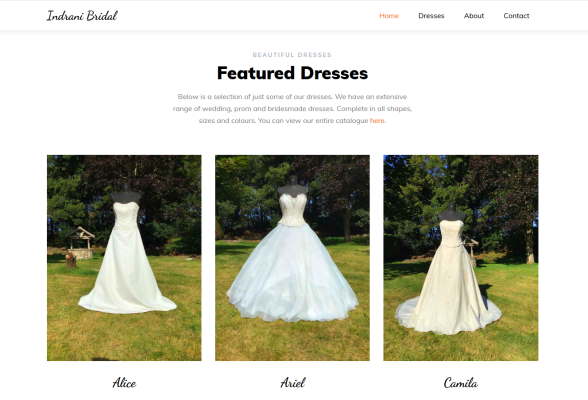 Indrani Bridal
Home Dresses About Contact
BEAUTIFUL DRESSES
Featured Dresses
Below is a selection of just some of our dresses. We have an extensive
range of wedding, prom and bridesmade dresses. Complete in all shapes,
sizes and colours. You can view our entire catalogue here.
Alice Ariel Camila